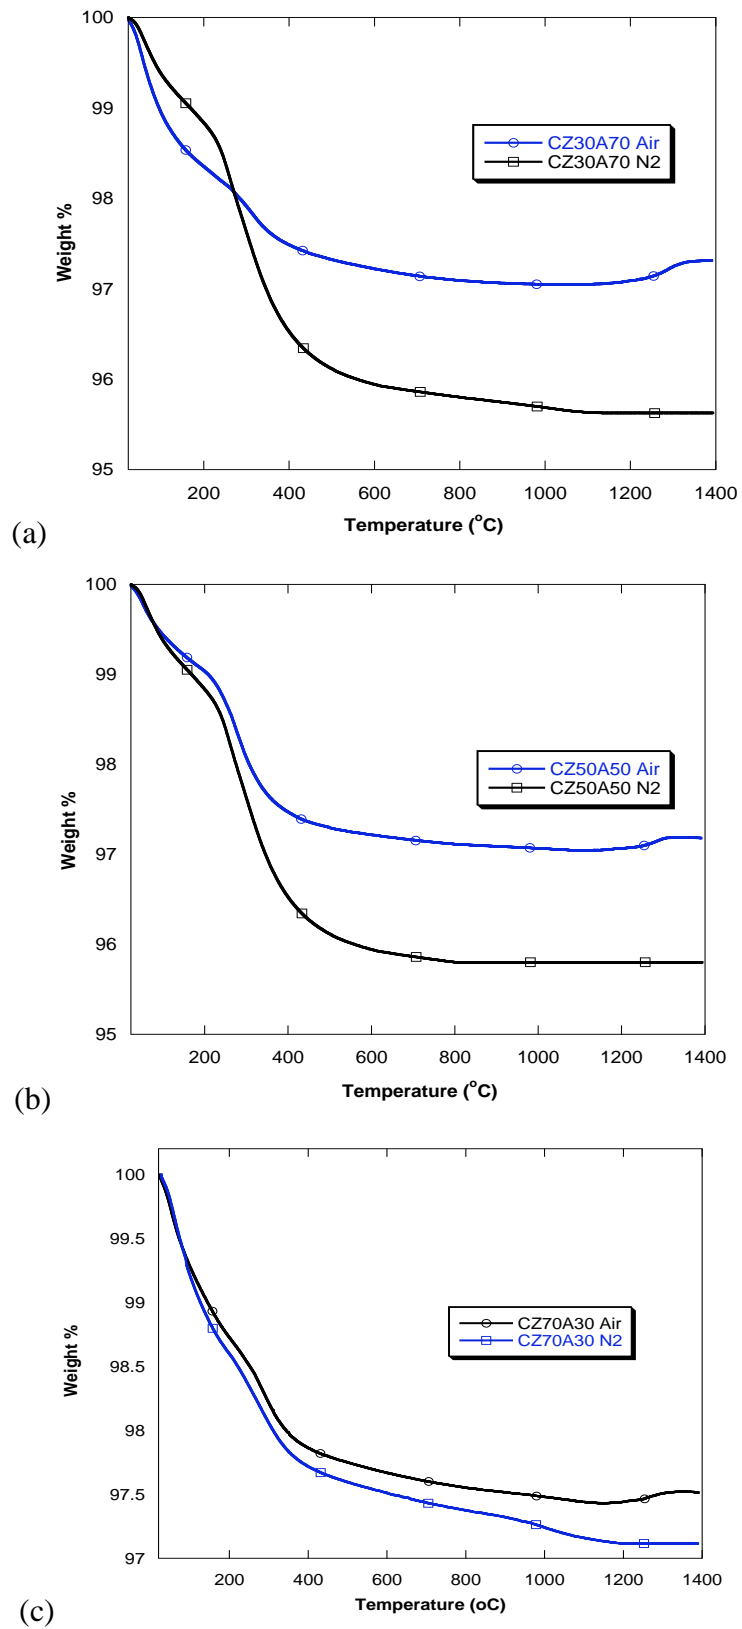 100
99
98
97
96
95
Weight %
CZ30A70 Air
CZ30A70 N2
200 400 600 800 1000 1200 1400
Temperature (°C)
(a)
100
99
98
97
96
95
Weight %
CZ50A50 Air
CZ50A50 N2
200 400 600 800 1000 1200 1400
Temperature (°C)
(b)
100
99.5
99
98.5
98
97.5
97
Weight %
CZ70A30 Air
CZ70A30 N2
200 400 600 800 1000 1200 1400
Temperature (oC)
(c)